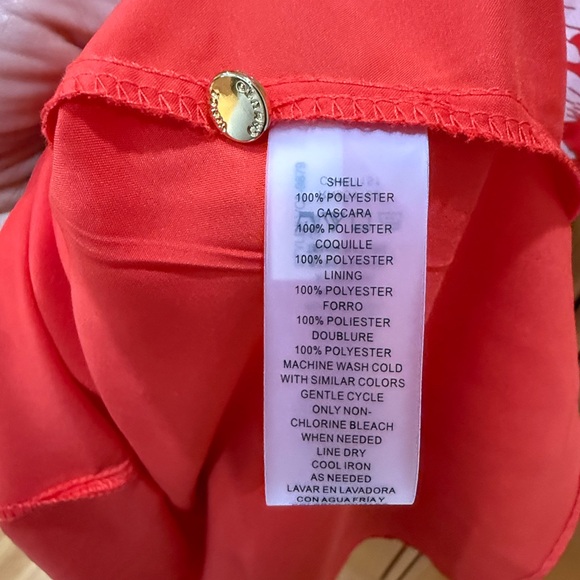 SHELL
100% POLYESTER
CASCARA
100% POLIESTER
COQUILLE
100% POLYESTER
LINING
100% POLYESTER
FORRO
100% POLIESTER
DOUBLURE
100% POLYESTER
MACHINE WASH COLD
WITH SIMILAR COLORS
GENTLE CYCLE
ONLY NON-
CHLORINE BLEACH
WHEN NEEDED
LINE DRY
COOL IRON
AS NEEDED
LAVAR EN LAVADORA
CON AGUA FRÍA Y